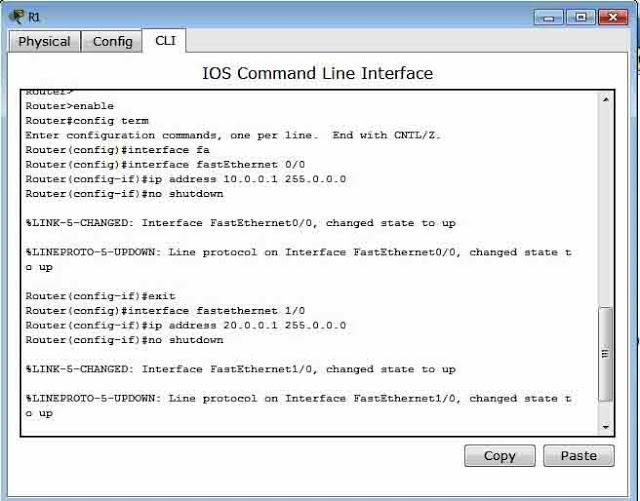 R1
Physical Config CLI
IOS Command Line Interface
Router>
Router>enable
Router#config term
Enter configuration commands, one per line.  End with CNTL/Z.
Router(config)#interface fa
Router(config)#interface fastEthernet 0/0
Router(config-if)#ip address 10.0.0.1 255.0.0.0
Router(config-if)#no shutdown
%LINK-5-CHANGED: Interface FastEthernet0/0, changed state to up
%LINEPROTO-5-UPDOWN: Line protocol on Interface FastEthernet0/0, changed state t
o up
Router(config-if)#exit
Router(config)#interface fastethernet 1/0
Router(config-if)#ip address 20.0.0.1 255.0.0.0
Router(config-if)#no shutdown
%LINK-5-CHANGED: Interface FastEthernet1/0, changed state to up
%LINEPROTO-5-UPDOWN: Line protocol on Interface FastEthernet1/0, changed state t
o up
Copy Paste